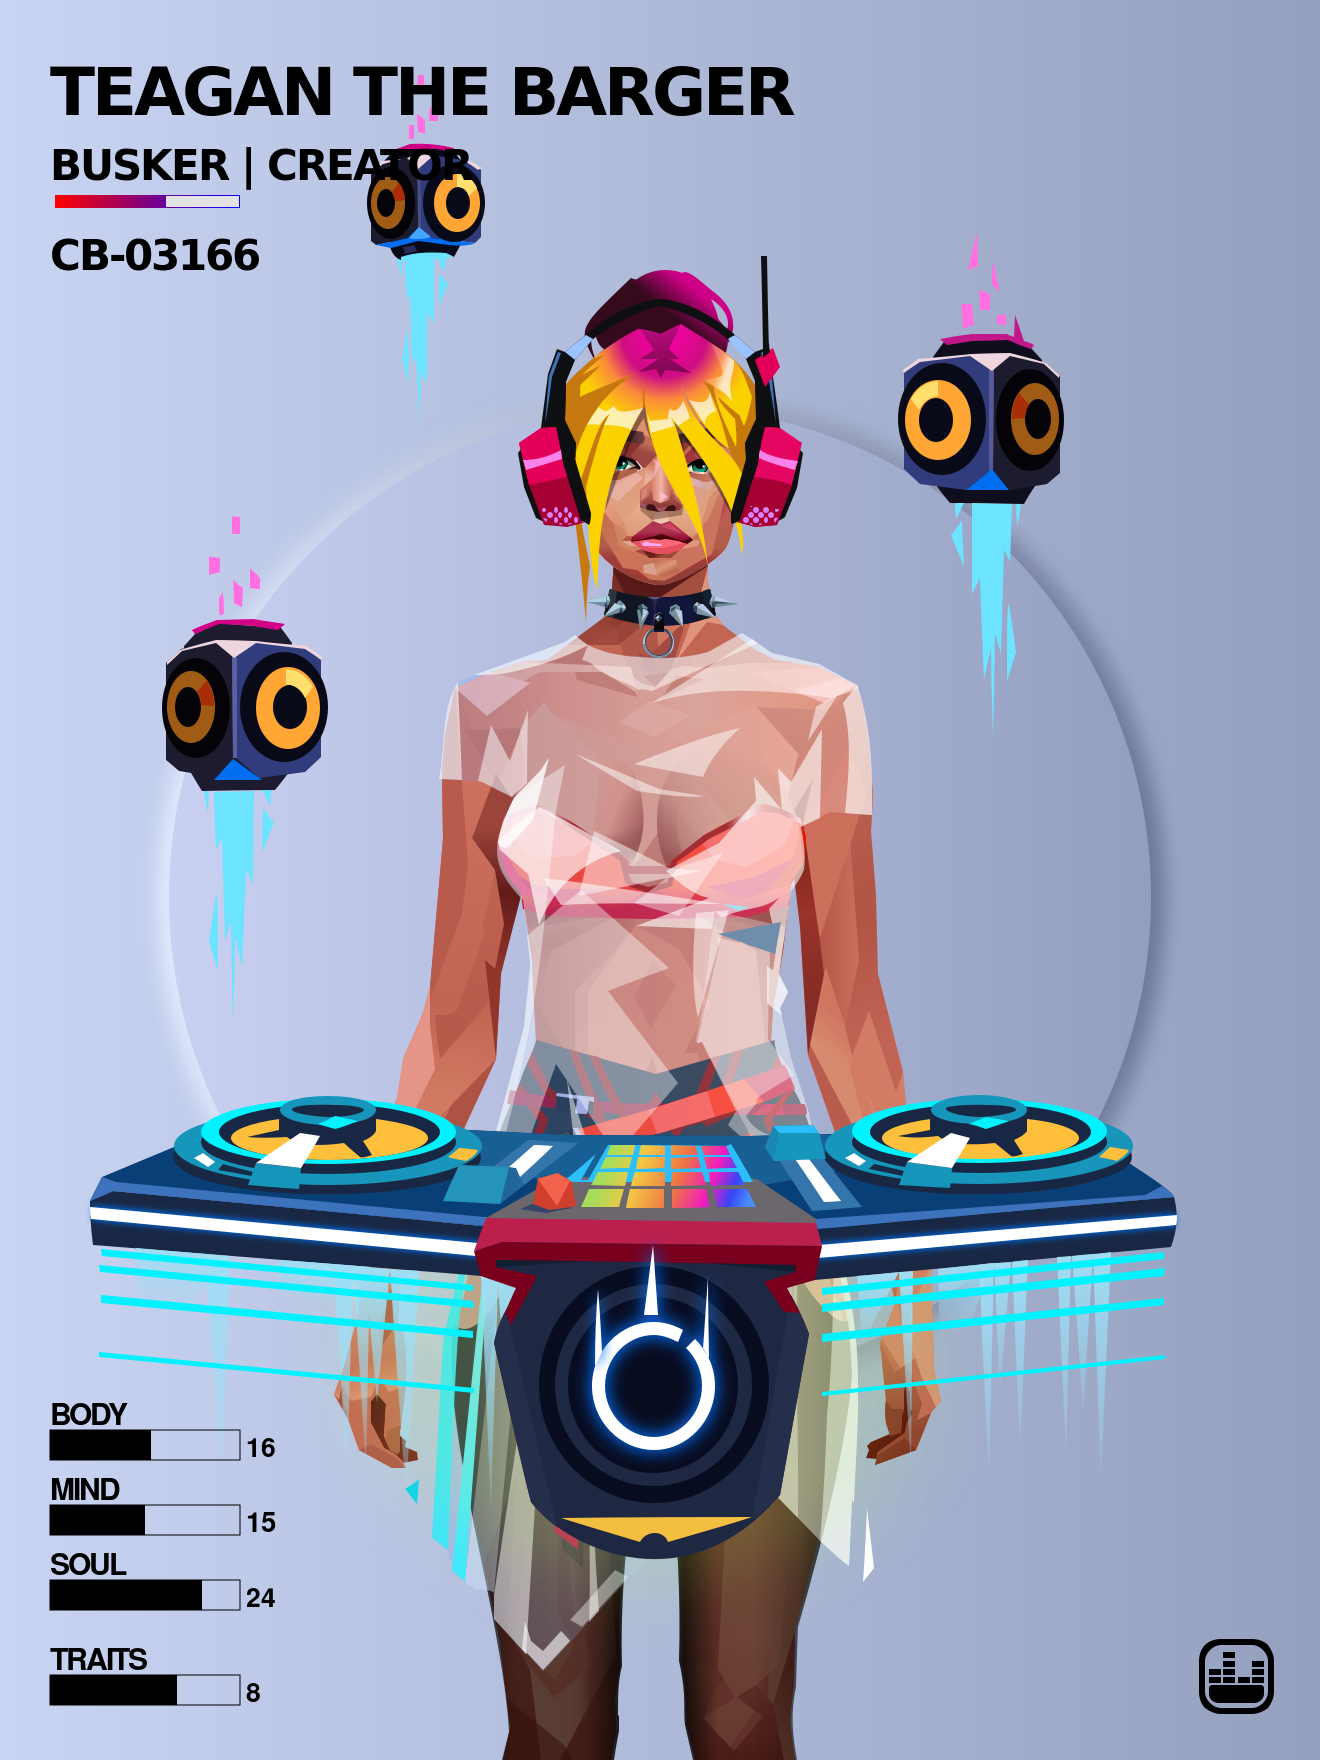 TEAGAN THE BARGER
BUSKER | CREATOR
CB-03166
BODY
16
MIND
15
SOUL
24
TRAITS
8